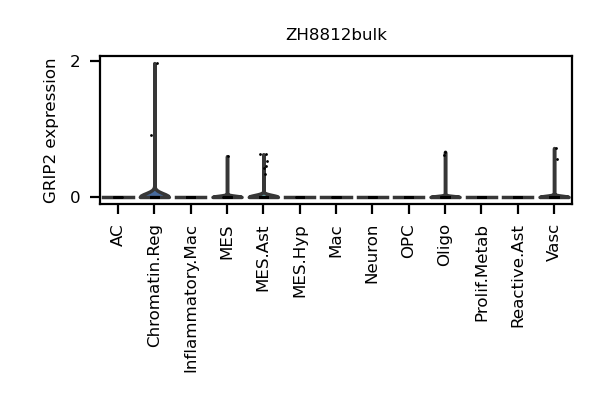 ZH8812bulk
GRIP2 expression
2
0
AC
Chromatin.Reg
Inflammatory.Mac
MES
MES.Ast
MES.Hyp
Mac
Neuron
OPC
Oligo
Prolif.Metab
Reactive.Ast
Vasc